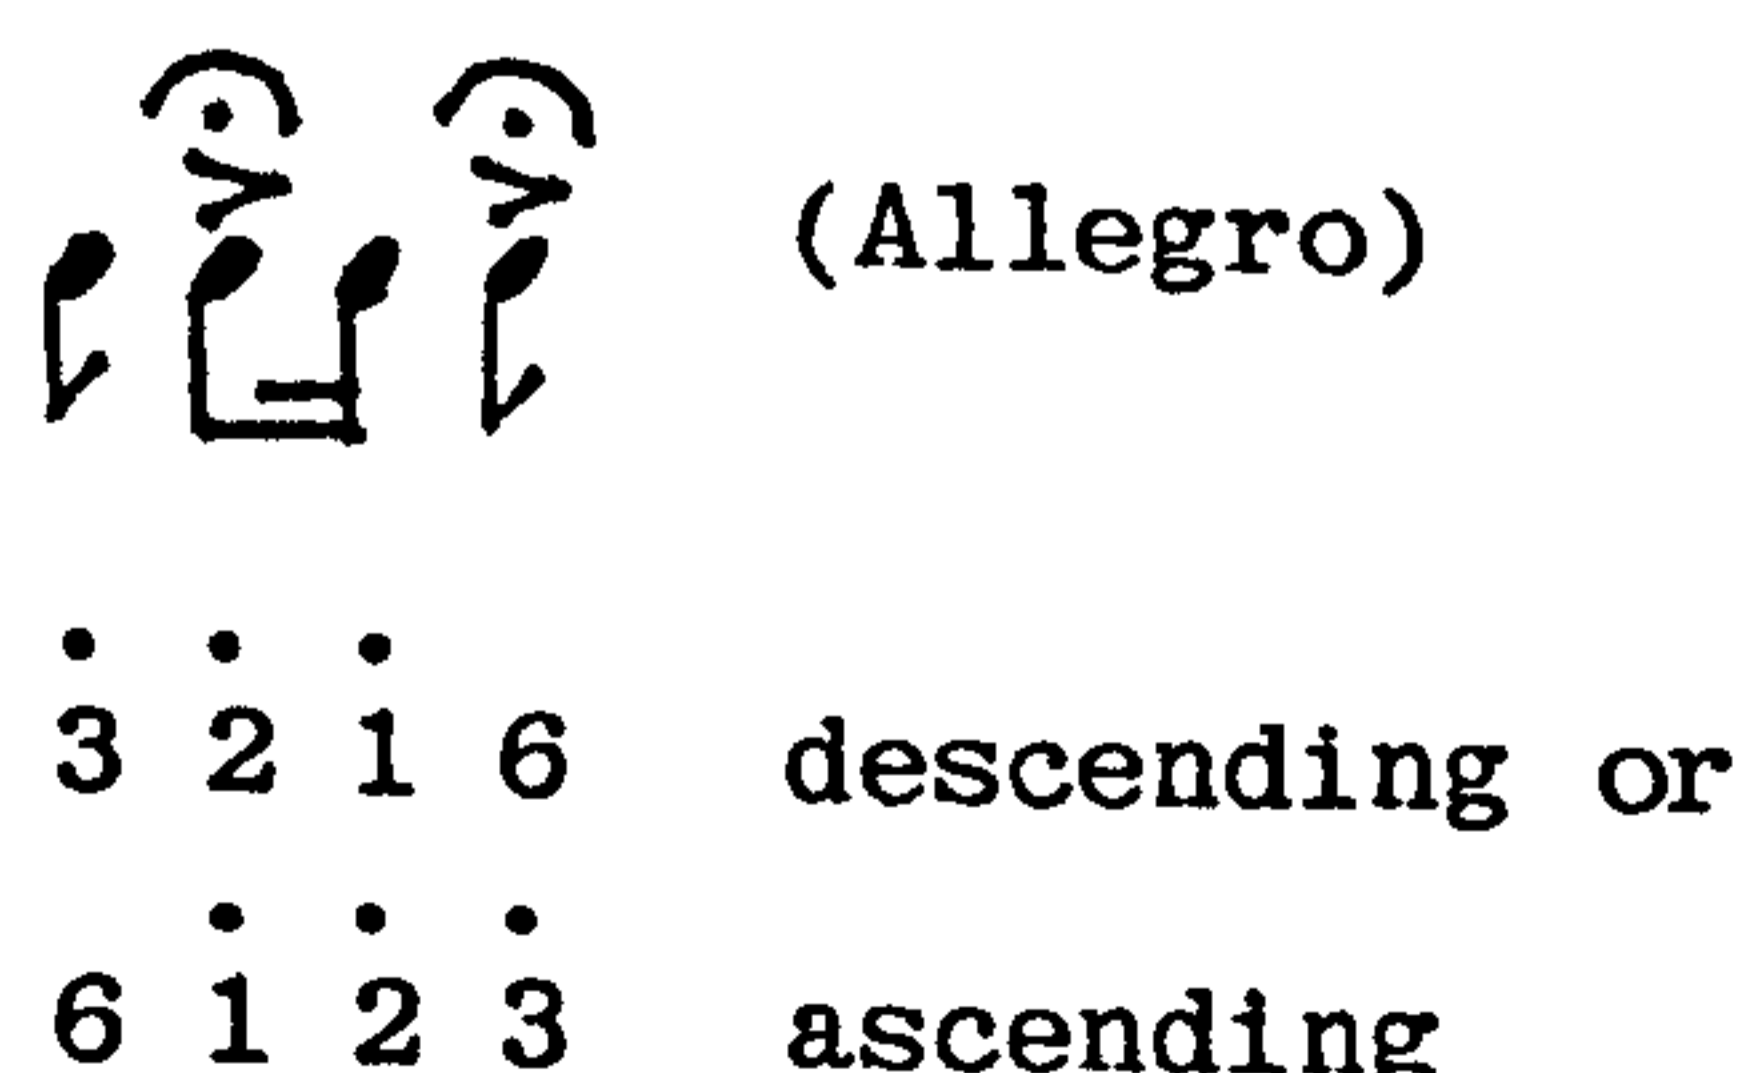 (Allegro)
3̇ 2̇ 1̇ 6 descending or
6 1̇ 2̇ 3̇ ascending